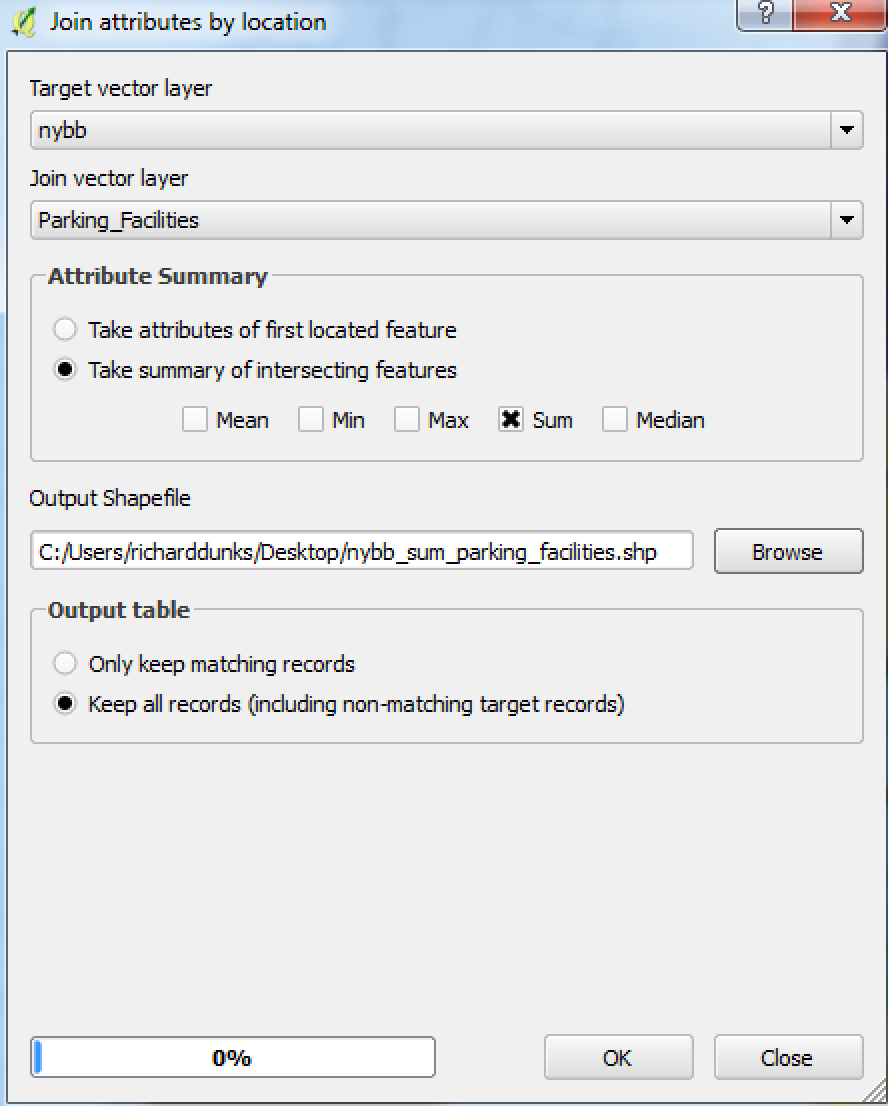 Join attributes by location
?
X
Target vector layer
nybb
Join vector layer
Parking_Facilities
Attribute Summary
Take attributes of first located feature
Take summary of intersecting features
Mean Min Max Sum Median
Output Shapefile
C:/Users/richarddunks/Desktop/nybb_sum_parking_facilities.shp Browse
Output table
Only keep matching records
Keep all records (including non-matching target records)
0% OK Close